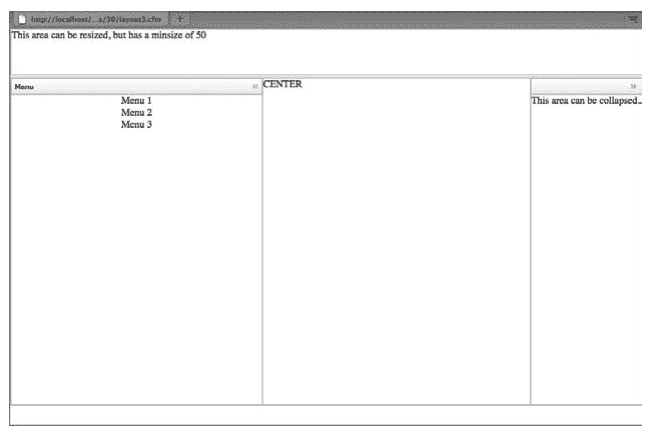 http://localhost/...s/30/layout3.cfm +
This area can be resized, but has a minsize of 50
Menu «
CENTER
»
Menu 1
Menu 2
Menu 3
This area can be collapsed..